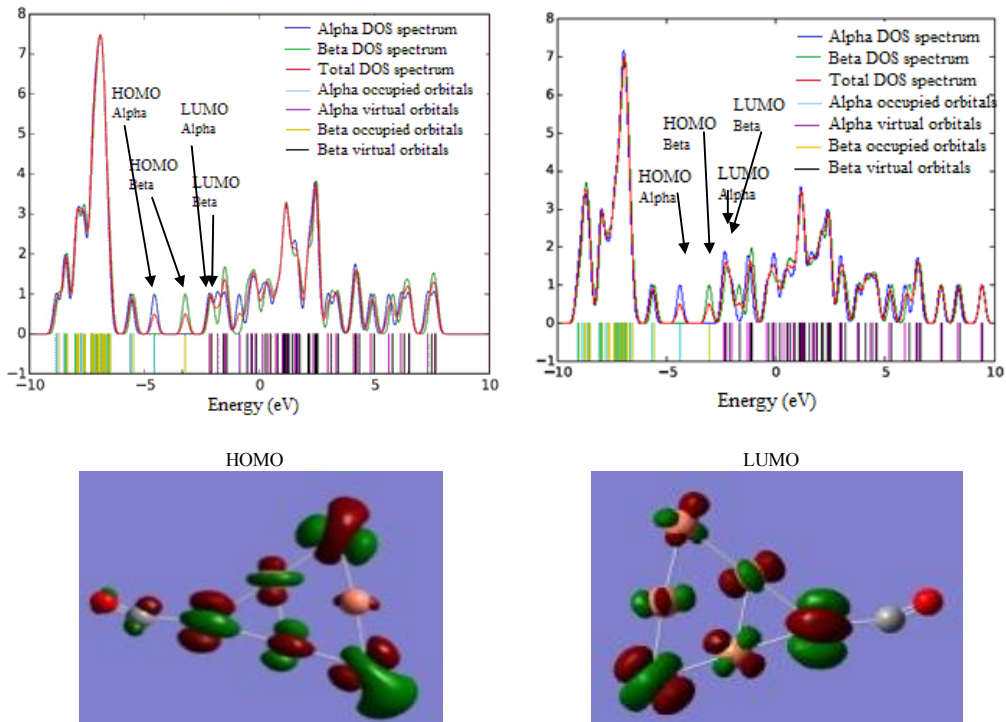 8
7
6
5
4
3
2
1
0
−1
−10
−5
0
5
10
Energy (eV)
Alpha DOS spectrum
Beta DOS spectrum
Total DOS spectrum
Alpha occupied orbitals
Alpha virtual orbitals
Beta occupied orbitals
Beta virtual orbitals
HOMO
Alpha
LUMO
Alpha
HOMO
Beta
LUMO
Beta
8
7
6
5
4
3
2
1
0
−1
−10
−5
0
5
10
Energy (eV)
Alpha DOS spectrum
Beta DOS spectrum
Total DOS spectrum
Alpha occupied orbitals
Alpha virtual orbitals
Beta occupied orbitals
Beta virtual orbitals
LUMO
Beta
HOMO
Beta
HOMO
Alpha
LUMO
Alpha
HOMO
LUMO